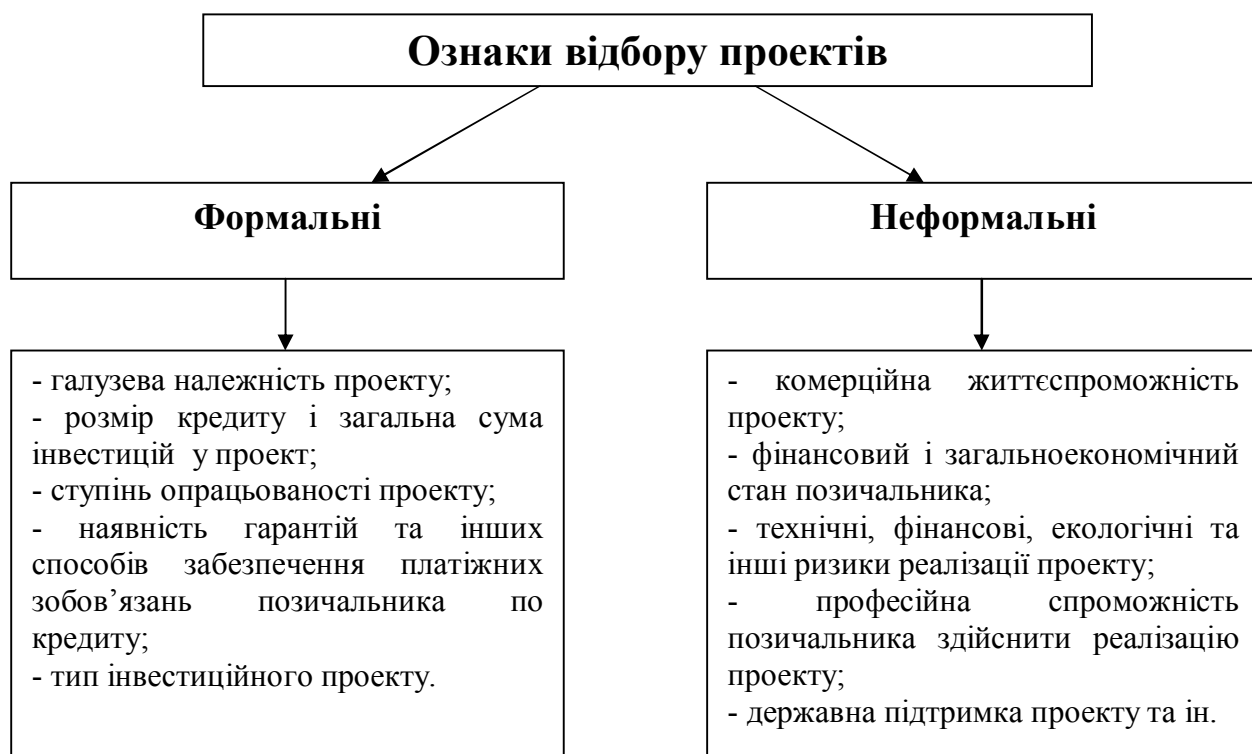 Ознаки відбору проектів
Формальні
- галузева належність проекту;
- розмір кредиту і загальна сума
інвестицій у проект;
- ступінь опрацьованості проекту;
- наявність гарантій та інших
способів забезпечення платіжних
зобов’язань позичальника по
кредиту;
- тип інвестиційного проекту.
Неформальні
- комерційна життєспроможність
проекту;
- фінансовий і загальноекономічний
стан позичальника;
- технічні, фінансові, екологічні та
інші ризики реалізації проекту;
- професійна спроможність
позичальника здійснити реалізацію
проекту;
- державна підтримка проекту та ін.